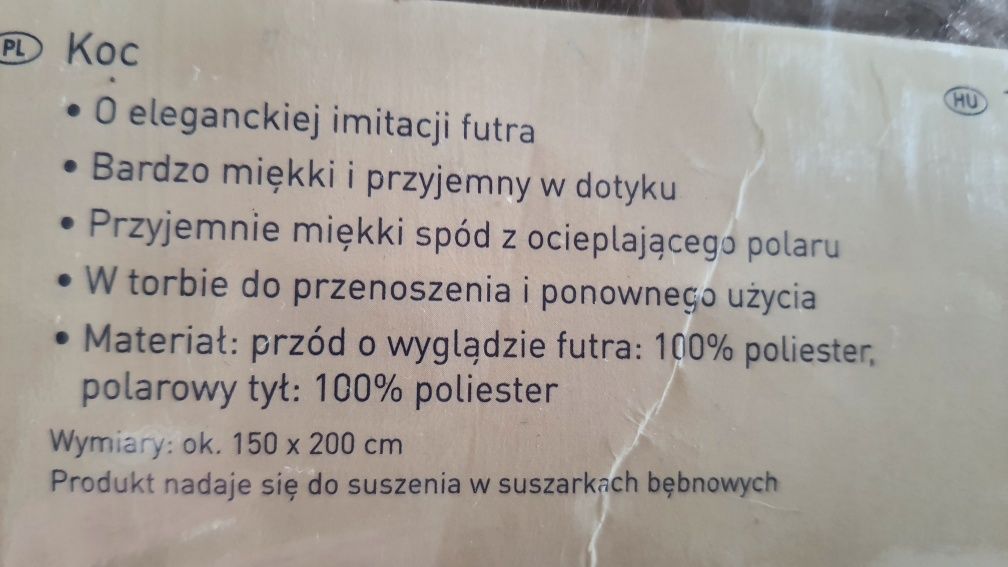 PL Koc
• O eleganckiej imitacji futra
• Bardzo miękki i przyjemny w dotyku
• Przyjemnie miękki spód z ocieplającego polaru
• W torbie do przenoszenia i ponownego użycia
• Materiał: przód o wyglądzie futra: 100% poliester,
polarowy tył: 100% poliester
Wymiary: ok. 150 x 200 cm
Produkt nadaje się do suszenia w suszarkach bębnowych
HU